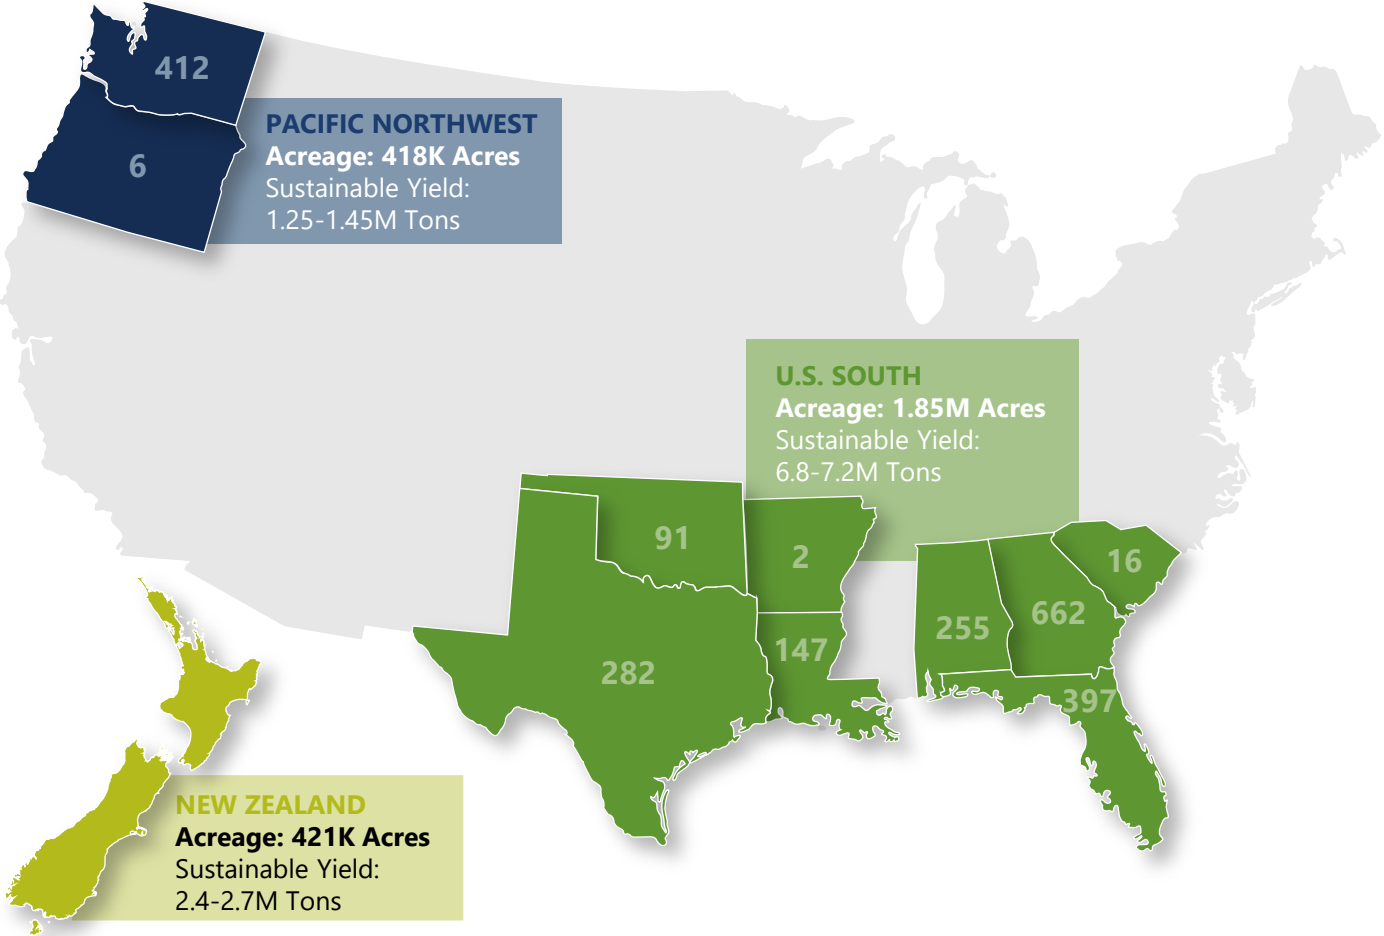 412
6
PACIFIC NORTHWEST
Acreage: 418K Acres
Sustainable Yield:
1.25-1.45M Tons
U.S. SOUTH
Acreage: 1.85M Acres
Sustainable Yield:
6.8-7.2M Tons
91
2
16
255
662
147
282
397
NEW ZEALAND
Acreage: 421K Acres
Sustainable Yield:
2.4-2.7M Tons